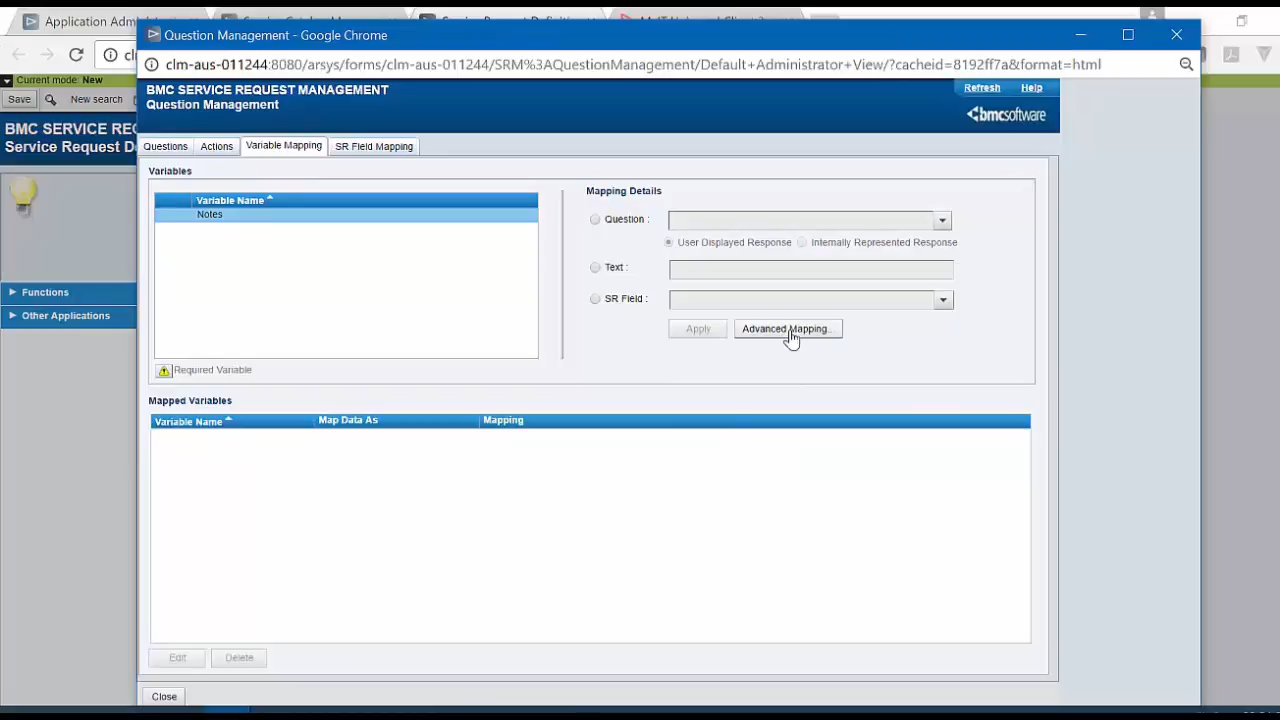 Application Admi
Question Management - Google Chrome
clm-aus-011244:8080/arsys/forms/clm-aus-011244/SRM%3AQuestionManagement/Default+Administrator+View/?cacheid=8192ff7a&format=html
Current mode: New
Save
New search
BMC SERVICE REQ
Service Request D
BMC SERVICE REQUEST MANAGEMENT
Question Management
Refresh
Help
bmcsoftware
Questions
Actions
Variable Mapping
SR Field Mapping
Variables
Variable Name
Notes
Required Variable
Mapping Details
Question :
User Displayed Response
Internally Represented Response
Text :
SR Field :
Apply
Advanced Mapping...
Functions
Other Applications
Mapped Variables
Variable Name
Map Data As
Mapping
Edit
Delete
Close